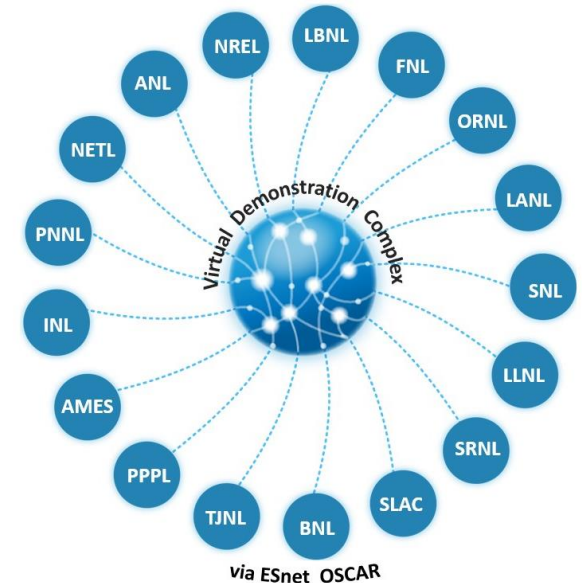 LBNL
FNL
ORNL
LANL
SNL
LLNL
SRNL
SLAC
BNL
TJNL
PPPL
AMES
INL
PNNL
NETL
ANL
NREL
Virtual Demonstration Complex
via ESnet OSCAR